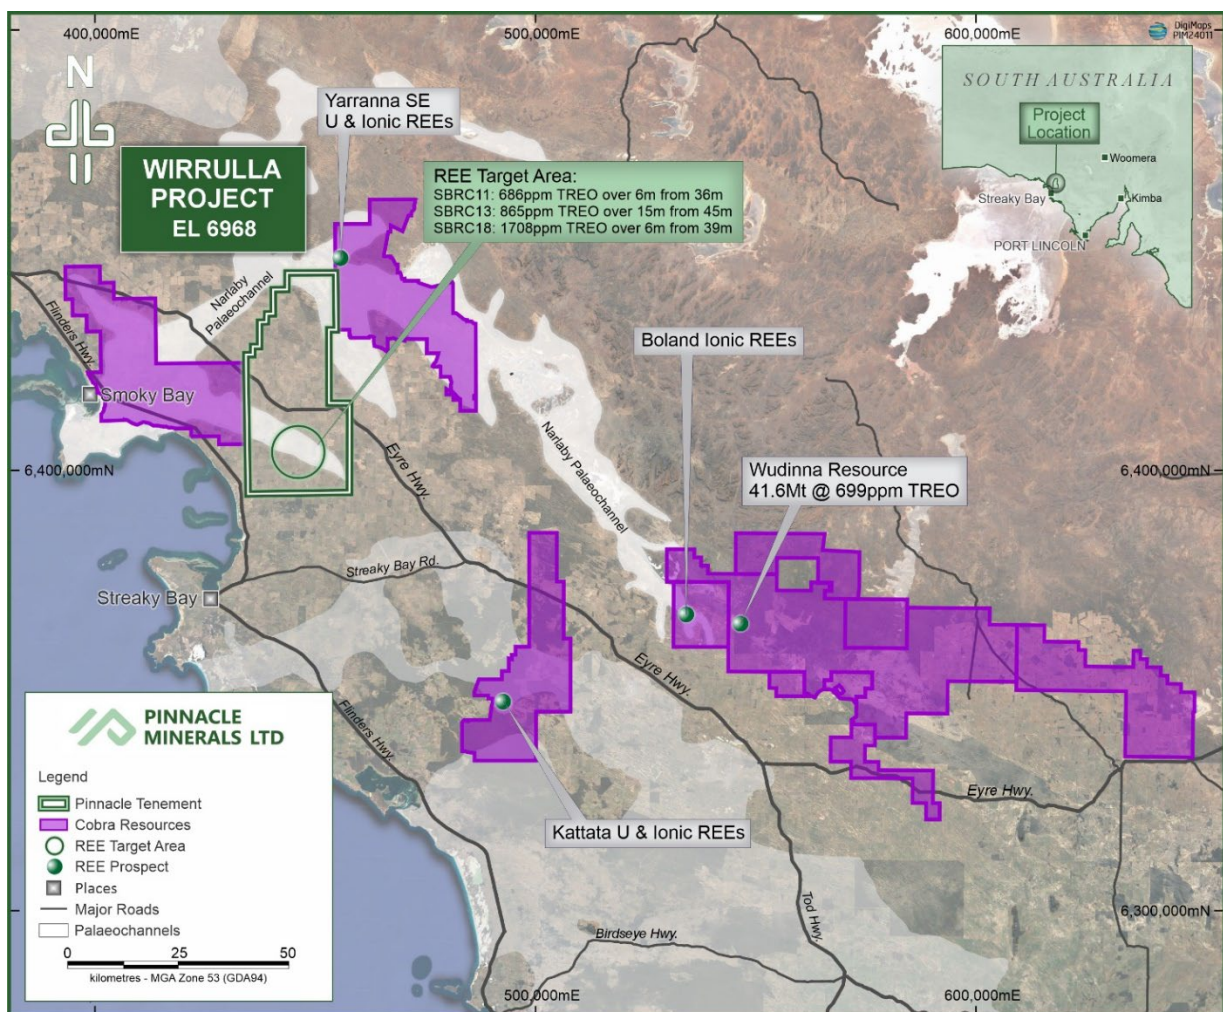 400,000mE
500,000mE
600,000mE
DigiMaps
PIM24011
N
SOUTH AUSTRALIA
Project
Location
Woomera
Streaky Bay
Kimba
PORT LINCOLN
Yarranna SE
U & Ionic REEs
WIRRULLA
PROJECT
EL 6968
REE Target Area:
SBRC11: 686ppm TREO over 6m from 36m
SBRC13: 865ppm TREO over 15m from 45m
SBRC18: 1708ppm TREO over 6m from 39m
Narlaby
Palaeochannel
Flinders Hwy.
Smoky Bay
Boland Ionic REEs
Eyre Hwy.
Narlaby Palaeochannel
6,400,000mN
6,400,000mN
Wudinna Resource
41.6Mt @ 699ppm TREO
Streaky Bay Rd.
Streaky Bay
Eyre Hwy.
Flinders Hwy.
Eyre Hwy.
Kattata U & Ionic REEs
Tod Hwy.
Birdseye Hwy.
6,300,000mN
500,000mE
600,000mE
PINNACLE
MINERALS LTD
Legend
Pinnacle Tenement
Cobra Resources
REE Target Area
REE Prospect
Places
Major Roads
Palaeochannels
0 25 50
kilometres - MGA Zone 53 (GDA94)